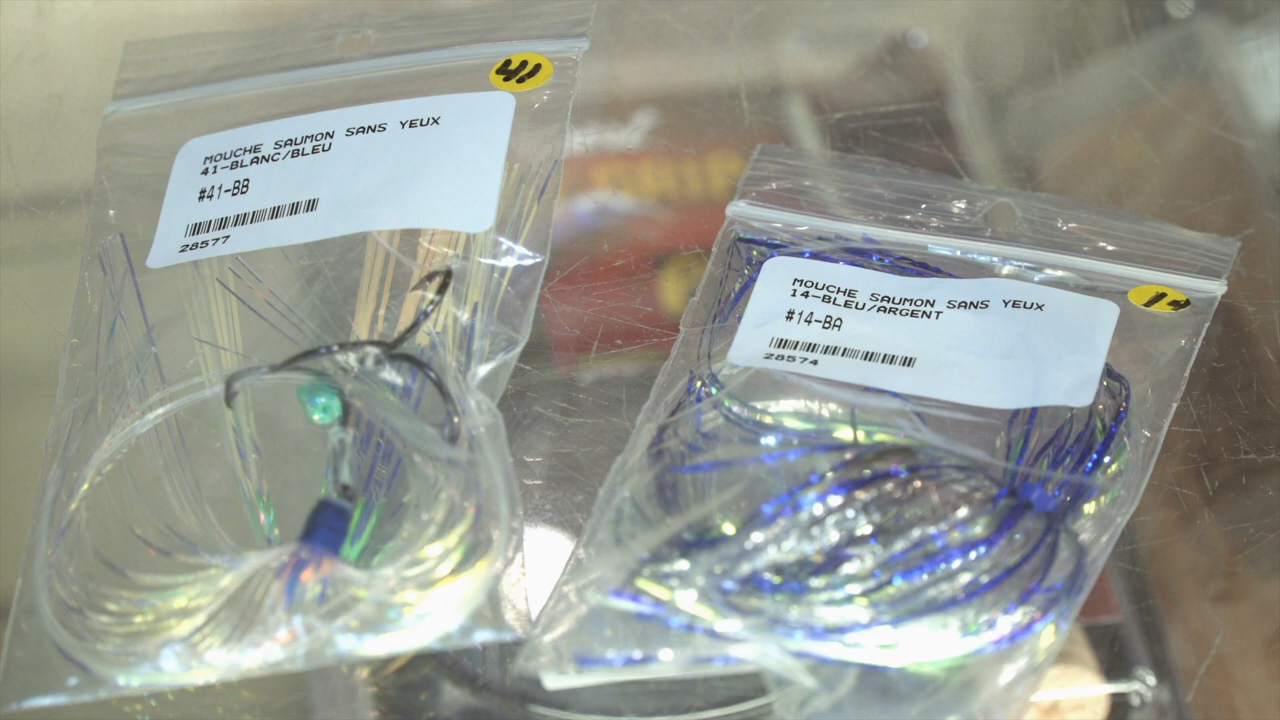 41
MOUCHE SAUMON SANS YEUX
41-BLANC/BLEU
#41-BB
28577
14
MOUCHE SAUMON SANS YEUX
14-BLEU/ARGENT
#14-BA
28574